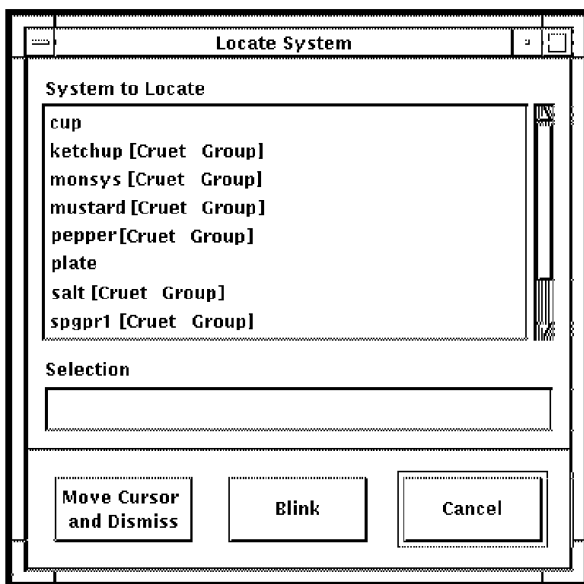 Locate System
System to Locate
cup
ketchup [Cruet Group]
monsys [Cruet Group]
mustard [Cruet Group]
pepper [Cruet Group]
plate
salt [Cruet Group]
spgpr1 [Cruet Group]
Selection
Move Cursor
and Dismiss
Blink
Cancel